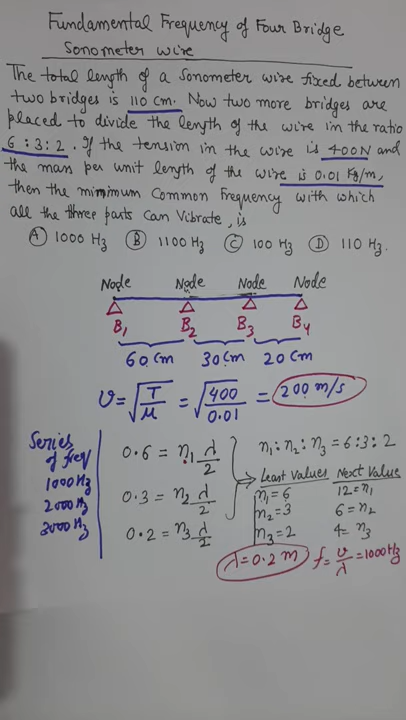 Fundamental Frequency of Four Bridge
Sonometer wire
The total length of a sonometer wire fixed between
two bridges is 110 cm. Now two more bridges are
placed to divide the length of the wire in the ratio
6:3:2. If the tension in the wire is 400N and
the mass per unit length of the wire is 0.01 Kg/m,
then the minimum Common Frequency with which
all the three parts Can Vibrate, is
Ⓐ 1000 Hz Ⓑ 1100 Hz Ⓒ 100 Hz Ⓓ 110 Hz.
Node Node Node Node
B₁ B₂ B₃ B₄
60 Cm 30 Cm 20 Cm
υ = √(T/μ) = √(400/0.01) = 200 m/s
Series
of freq
1000 Hz
2000 Hz
3000 Hz
0.6 = n₁ λ/2
0.3 = n₂ λ/2
0.2 = n₃ λ/2
n₁ : n₂ : n₃ = 6 : 3 : 2
Least Values Next Value
n₁ = 6 12 = n₁
n₂ = 3 6 = n₂
n₃ = 2 4 = n₃
λ = 0.2 m f = υ/λ = 1000 Hz